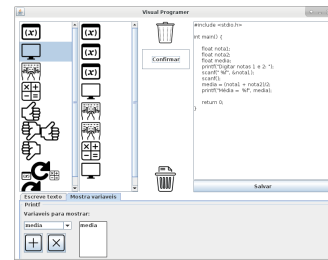 Visual Programer
(x)
(x)
(x)
(x)
Confirmar
#include <stdio.h>
int main() {
float nota1;
float nota2;
float media;
printf("Digitar notas 1 e 2: ");
scanf(" %f", &nota1);
scanf();
media = (nota1 + nota2)/2;
printf("Média = %f", media);
return 0;
}
Salvar
Escreve texto Mostra variaveis
Printf
Variaveis para mostrar:
media
media